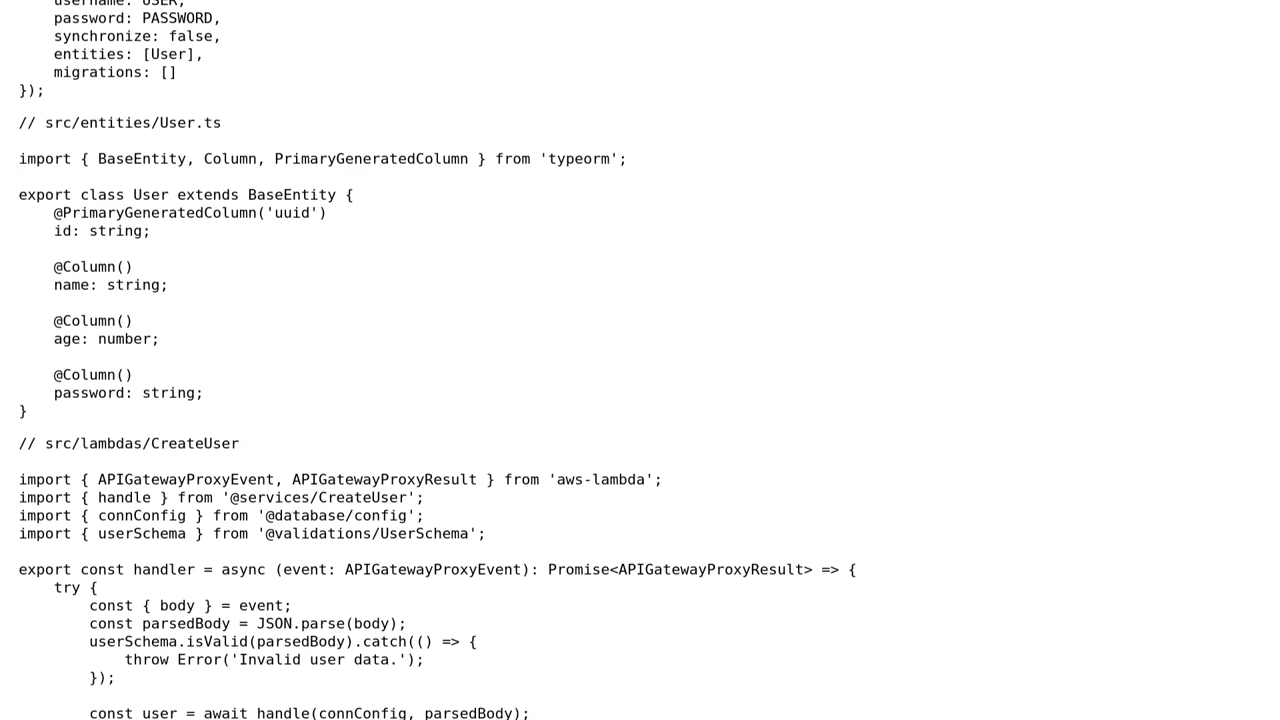 username: USER,
password: PASSWORD,
synchronize: false,
entities: [User],
migrations: []
});
// src/entities/User.ts
import { BaseEntity, Column, PrimaryGeneratedColumn } from 'typeorm';
export class User extends BaseEntity {
@PrimaryGeneratedColumn('uuid')
id: string;
@Column()
name: string;
@Column()
age: number;
@Column()
password: string;
}
// src/lambdas/CreateUser
import { APIGatewayProxyEvent, APIGatewayProxyResult } from 'aws-lambda';
import { handle } from '@services/CreateUser';
import { connConfig } from '@database/config';
import { userSchema } from '@validations/UserSchema';
export const handler = async (event: APIGatewayProxyEvent): Promise<APIGatewayProxyResult> => {
try {
const { body } = event;
const parsedBody = JSON.parse(body);
userSchema.isValid(parsedBody).catch(() => {
throw Error('Invalid user data.');
});
const user = await handle(connConfig, parsedBody);